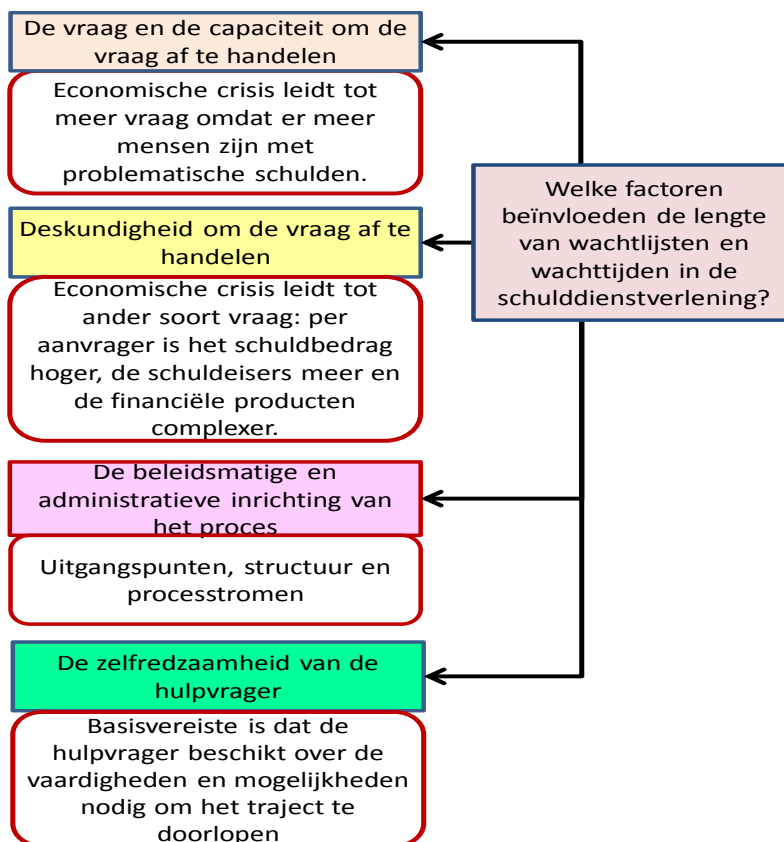 De vraag en de capaciteit om de
vraag af te handelen
Economische crisis leidt tot
meer vraag omdat er meer
mensen zijn met
problematische schulden.
Welke factoren
beïnvloeden de lengte
van wachtlijsten en
wachttijden in de
schulddienstverlening?
Deskundigheid om de vraag af te
handelen
Economische crisis leidt tot
ander soort vraag: per
aanvrager is het schuldbedrag
hoger, de schuldeisers meer en
de financiële producten
complexer.
De beleidsmatige en
administratieve inrichting van
het proces
Uitgangspunten, structuur en
processtromen
De zelfredzaamheid van de
hulpvrager
Basisvereiste is dat de
hulpvrager beschikt over de
vaardigheden en mogelijkheden
nodig om het traject te
doorlopen